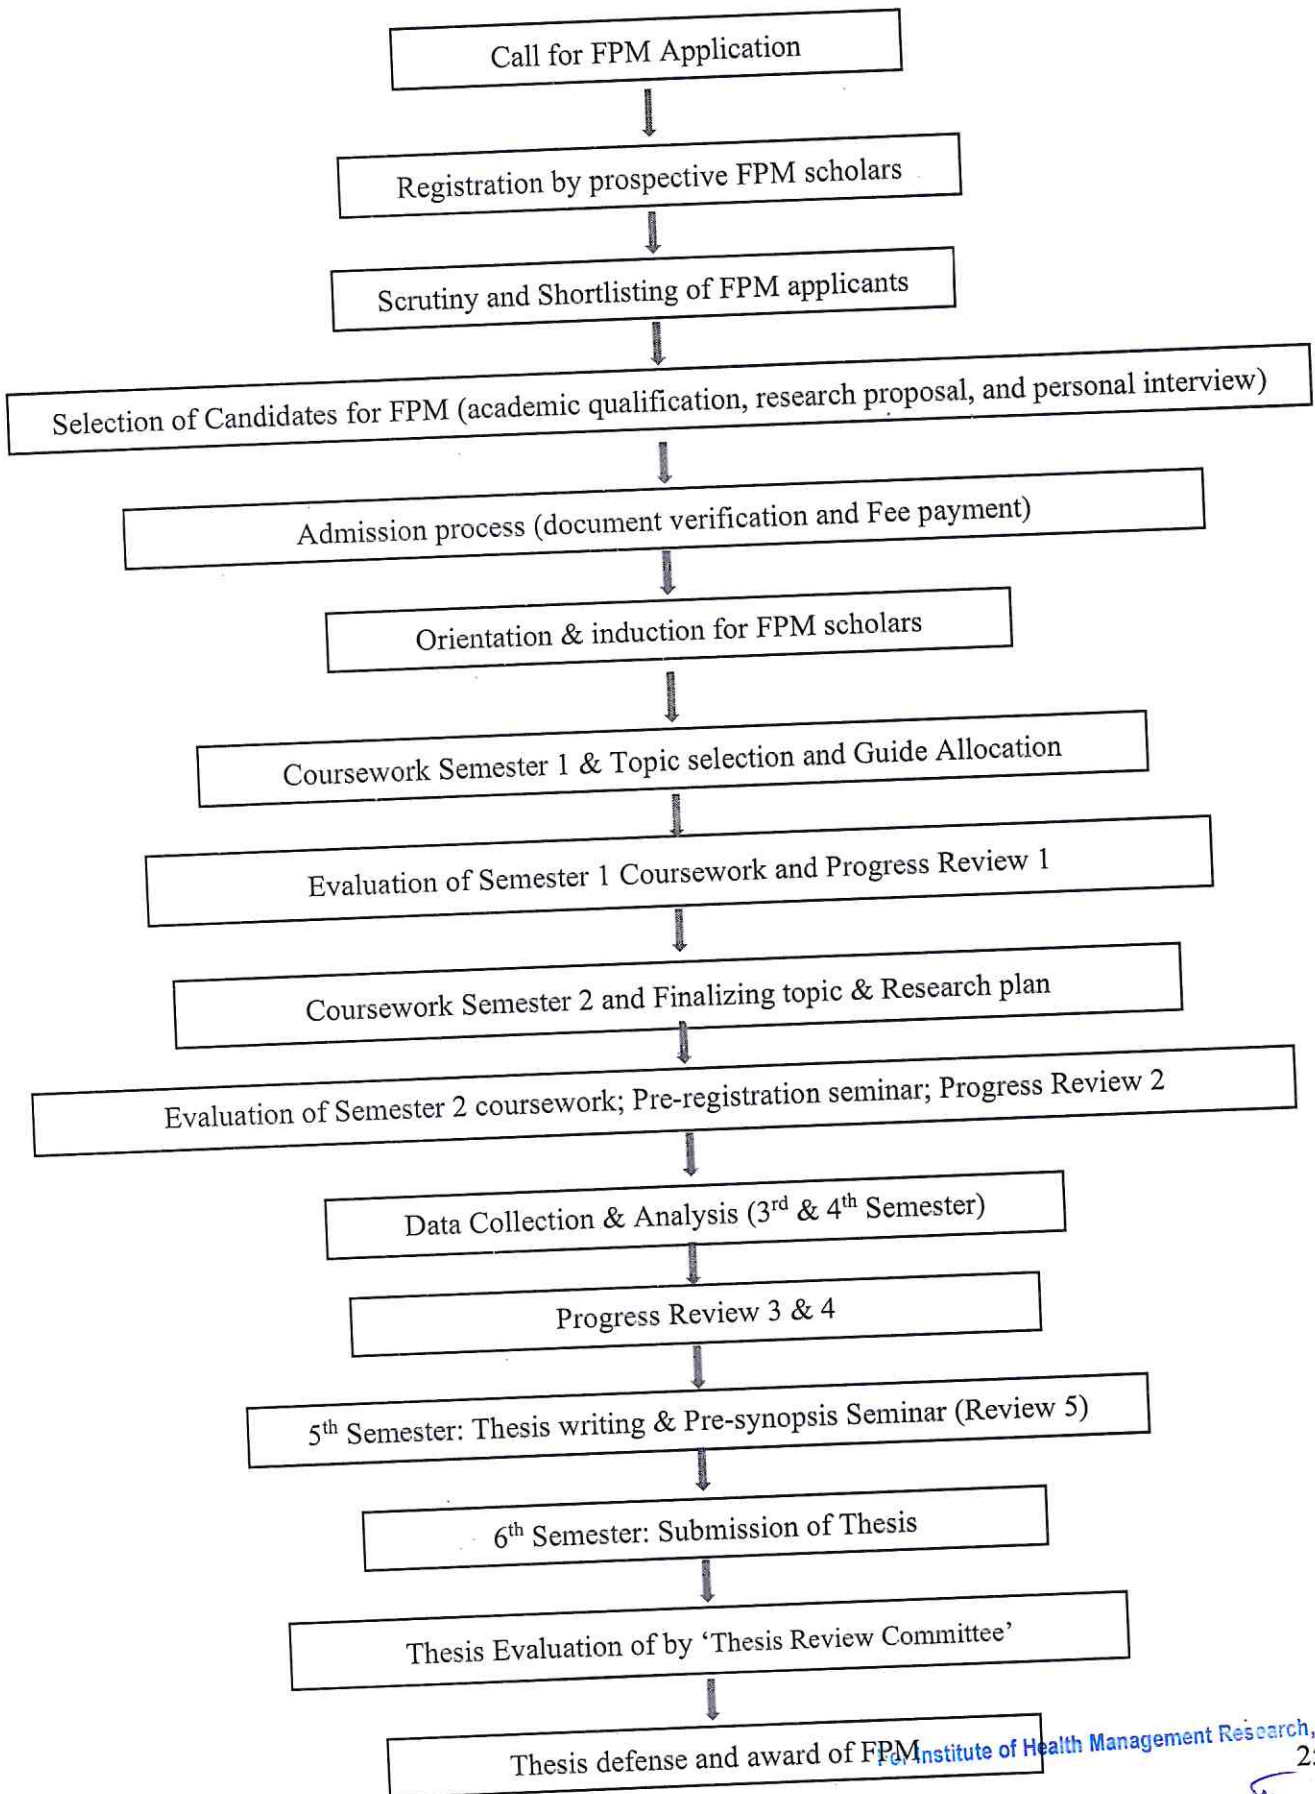 Call for FPM Application
Registration by prospective FPM scholars
Scrutiny and Shortlisting of FPM applicants
Selection of Candidates for FPM (academic qualification, research proposal, and personal interview)
Admission process (document verification and Fee payment)
Orientation & induction for FPM scholars
Coursework Semester 1 & Topic selection and Guide Allocation
Evaluation of Semester 1 Coursework and Progress Review 1
Coursework Semester 2 and Finalizing topic & Research plan
Evaluation of Semester 2 coursework; Pre-registration seminar; Progress Review 2
Data Collection & Analysis (3rd & 4th Semester)
Progress Review 3 & 4
5th Semester: Thesis writing & Pre-synopsis Seminar (Review 5)
6th Semester: Submission of Thesis
Thesis Evaluation of by ‘Thesis Review Committee’
Thesis defense and award of FPM
For Institute of Health Management Research,